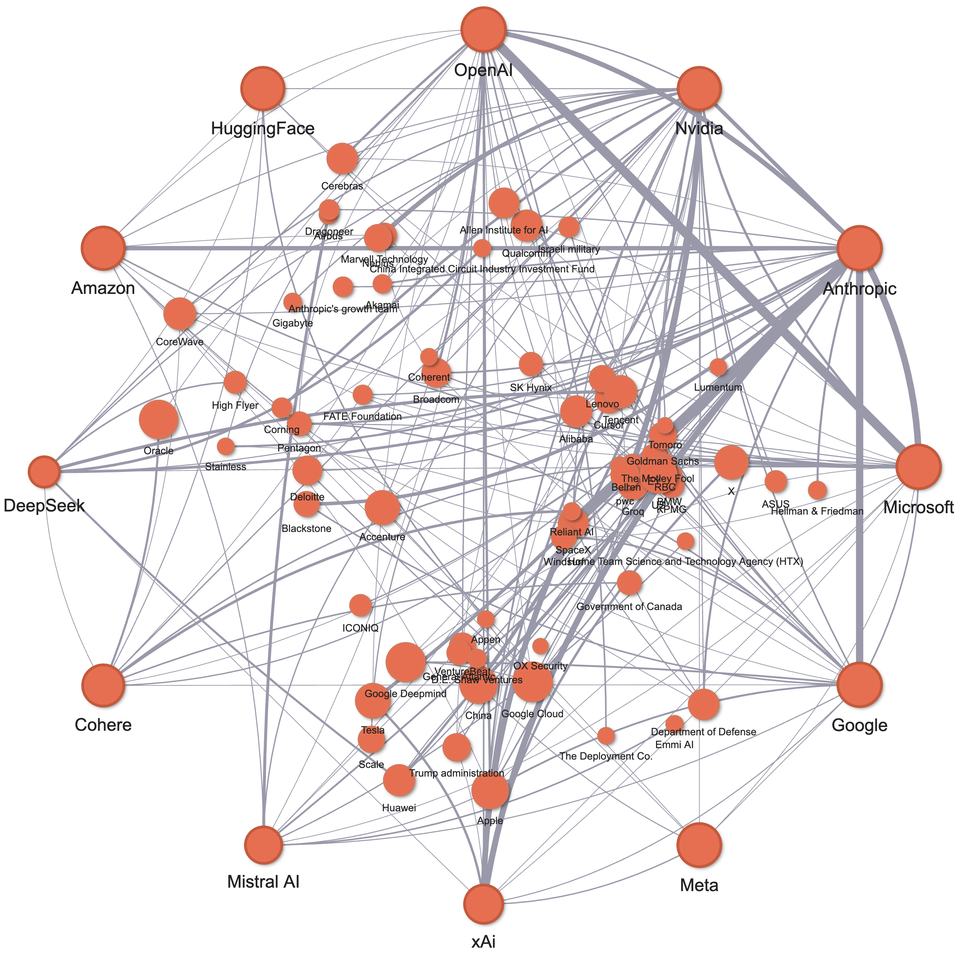 OpenAI
HuggingFace
Nvidia
Cerebras
Dragoneer
Airbus
Allen Institute for AI
Israeli military
Qualcomm
Marvell Technology
Nebius
China Integrated Circuit Industry Investment Fund
Amazon
Anthropic
Akamai
Anthropic's growth team
Gigabyte
CoreWave
Coherent
SK Hynix
Lumentum
Broadcom
High Flyer
Lenovo
FATE Foundation
Tencent
Cursor
Corning
Alibaba
Pentagon
Tomoro
Oracle
Goldman Sachs
Stainless
The Motley Fool
Belfen
RBC
X
Deloitte
pwc
BMW
ASUS
DeepSeek
Microsoft
Groq
KPMG
Hellman & Friedman
Blackstone
Reliant AI
Accenture
SpaceX
Windsurf
Home Team Science and Technology Agency (HTX)
Government of Canada
ICONIQ
Appen
OX Security
VentureBeat
General Atlantic
D.E. Shaw Ventures
Google Deepmind
China
Google Cloud
Cohere
Google
Tesla
Department of Defense
Emmi AI
The Deployment Co.
Scale
Trump administration
Huawei
Apple
Mistral AI
Meta
xAi